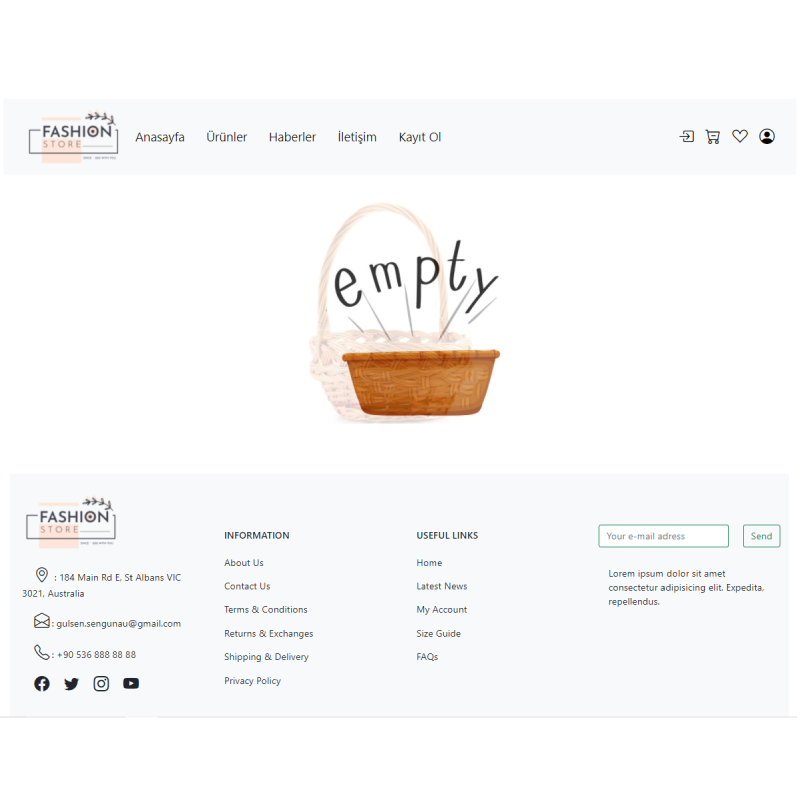 FASHION
STORE
Anasayfa Ürünler Haberler İletişim Kayıt Ol
empty
FASHION
STORE
: 184 Main Rd E, St Albans VIC
3021, Australia
: gulsen.sengunau@gmail.com
: +90 536 888 88 88
INFORMATION
About Us
Contact Us
Terms & Conditions
Returns & Exchanges
Shipping & Delivery
Privacy Policy
USEFUL LINKS
Home
Latest News
My Account
Size Guide
FAQs
Your e-mail adress Send
Lorem ipsum dolor sit amet
consectetur adipisicing elit. Expedita,
repellendus.